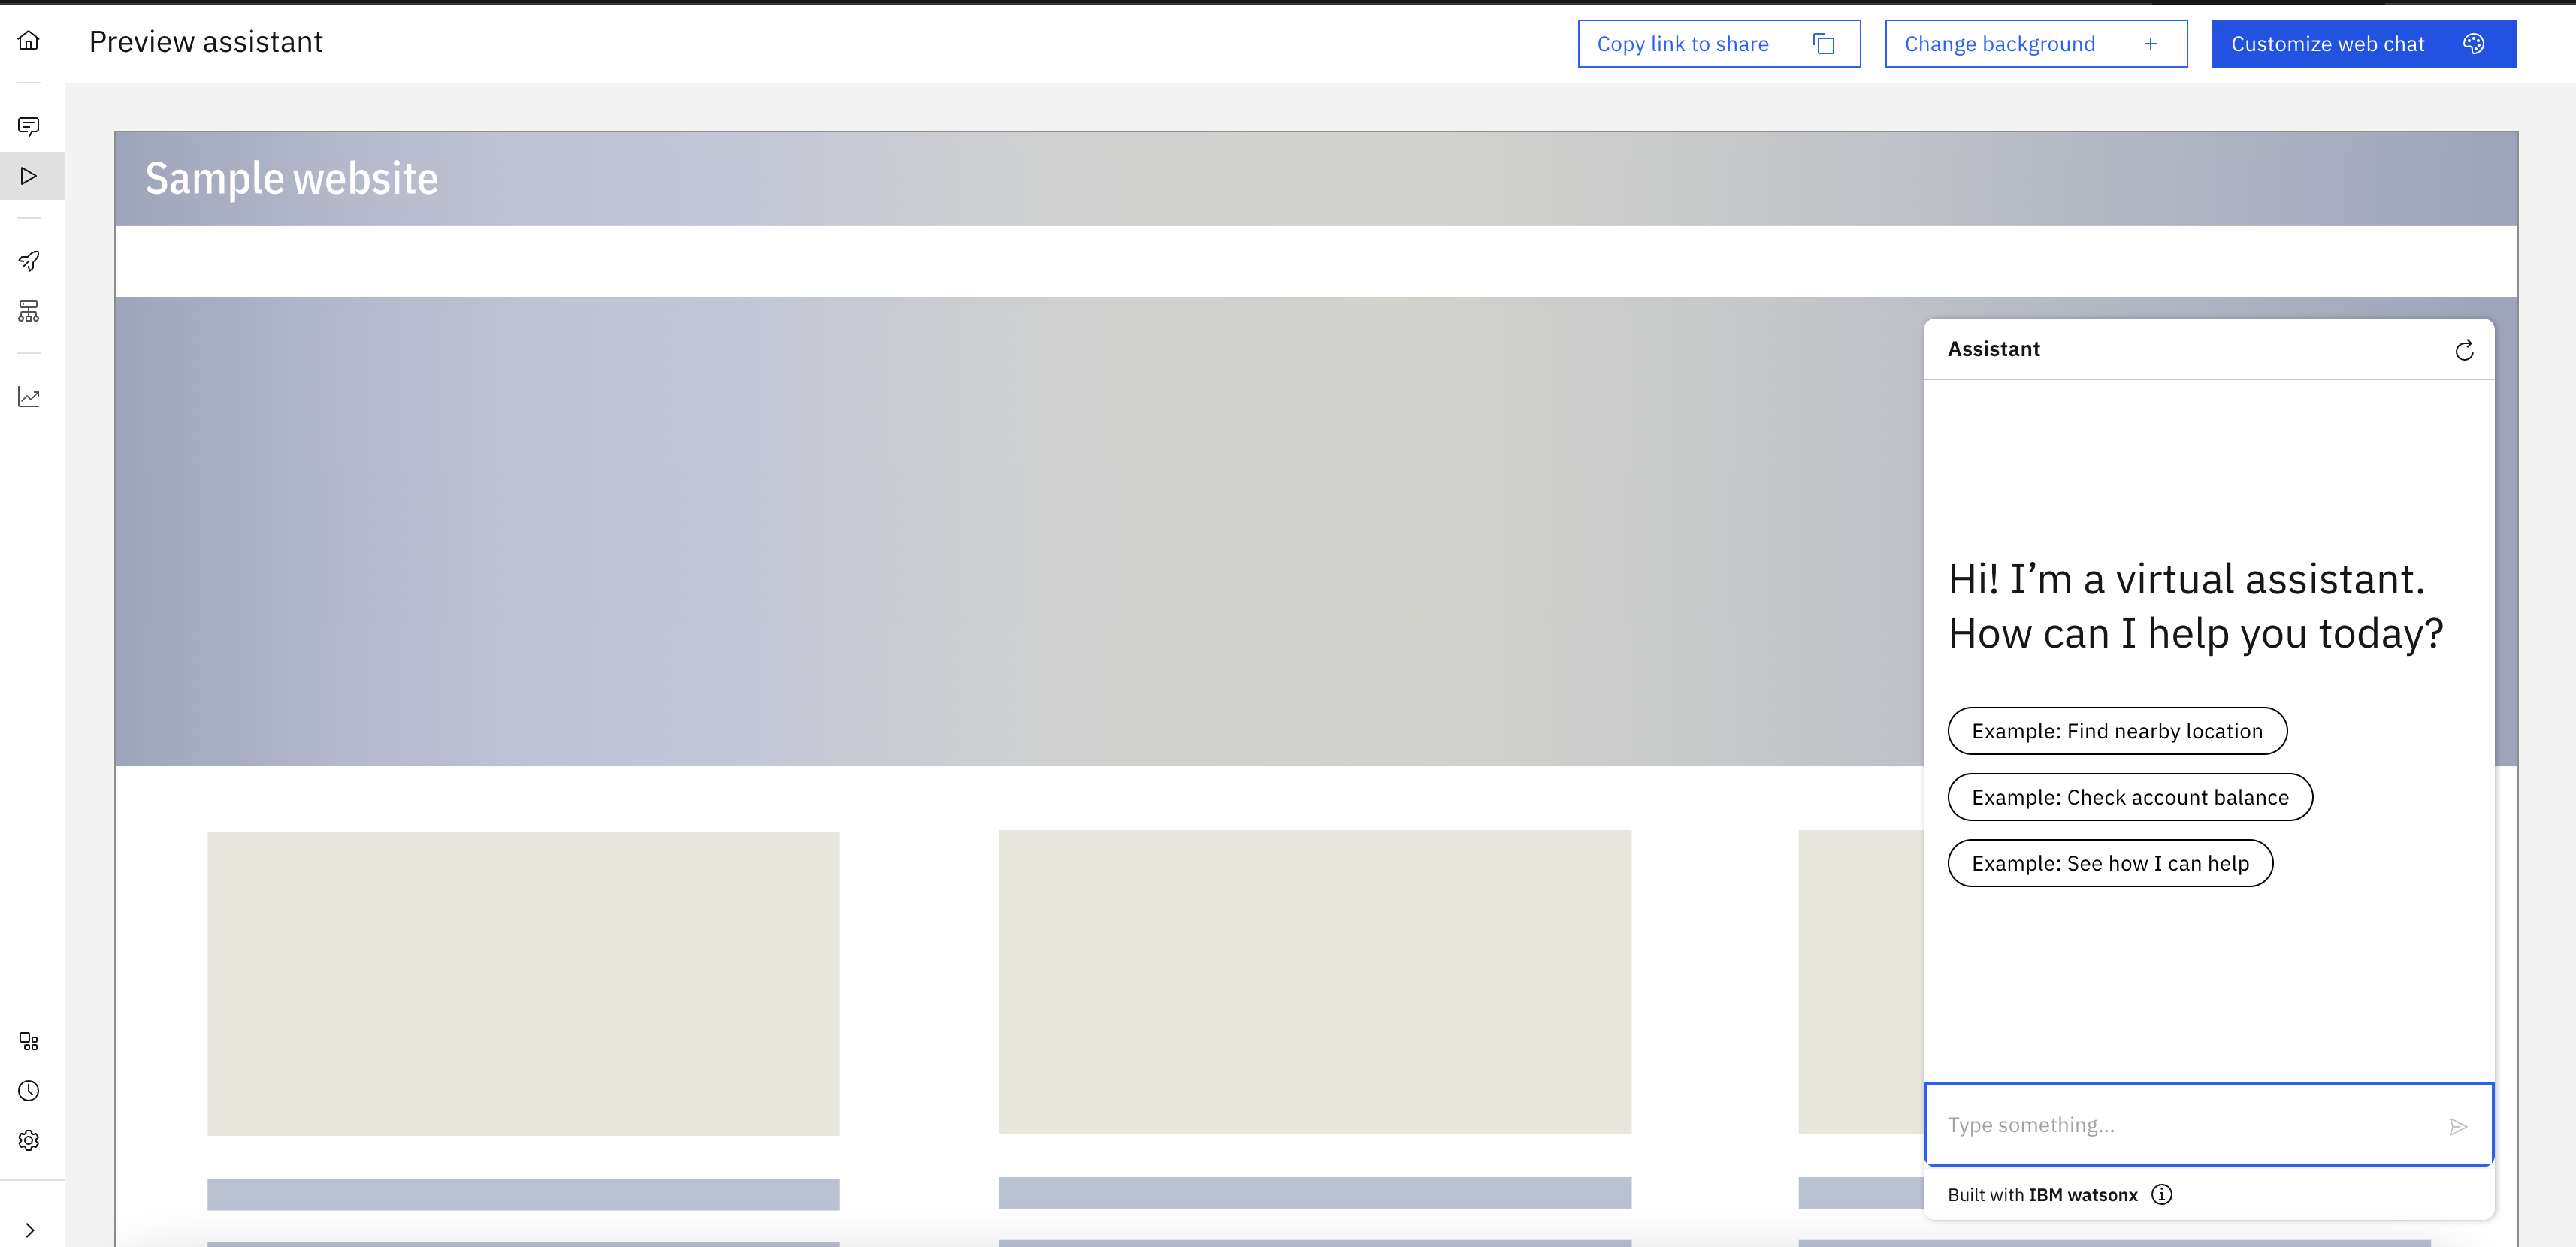 Preview assistant
Copy link to share
Change background
Customize web chat
Sample website
Assistant
Hi! I’m a virtual assistant.
How can I help you today?
Example: Find nearby location
Example: Check account balance
Example: See how I can help
Type something...
Built with IBM watsonx